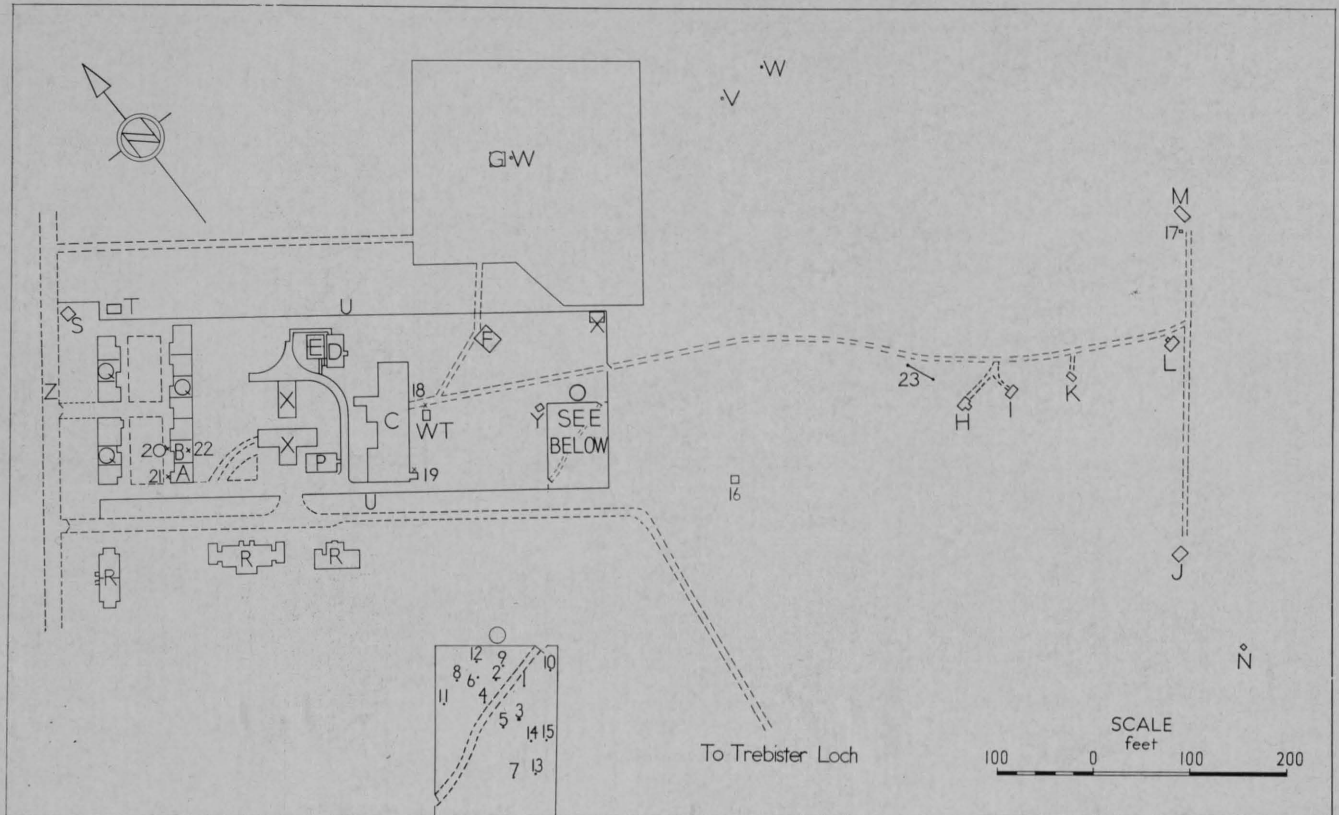 W
V
G W
M
17
S
T
U
E
D
F
X
L
23
Q
Q
X
18
C
WT
Y
O
SEE
BELOW
H
I
K
Z
Q
20
B
22
21
A
X
P
19
16
U
R
R
R
J
N
O
12
9
10
8
6
2
1
11
4
5
3
14
15
7
13
To Trebister Loch
SCALE
feet
100
0
100
200